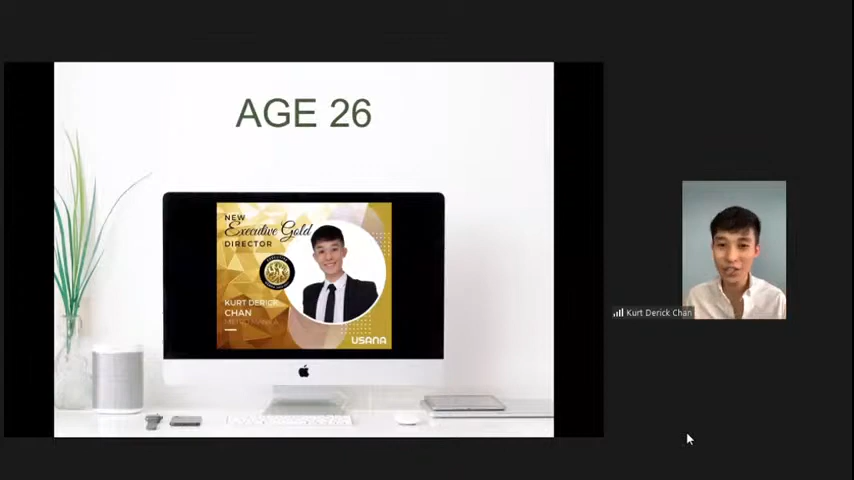 AGE 26
NEW
Executive Gold
DIRECTOR
KURT DERICK
CHAN
USANA
Kurt Derick Chan